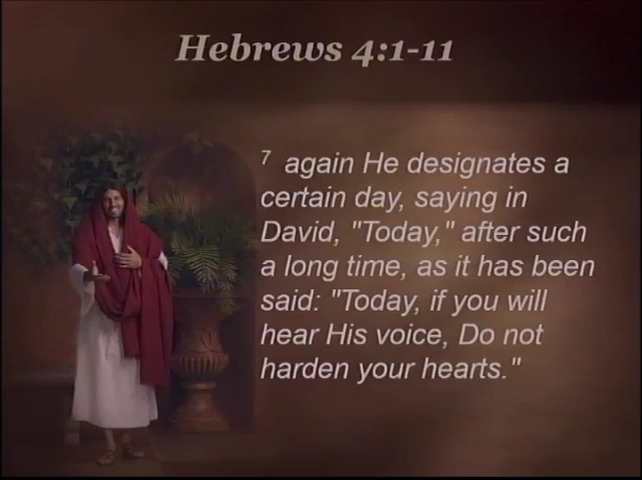 Hebrews 4:1-11
7 again He designates a
certain day, saying in
David, "Today," after such
a long time, as it has been
said: "Today, if you will
hear His voice, Do not
harden your hearts."